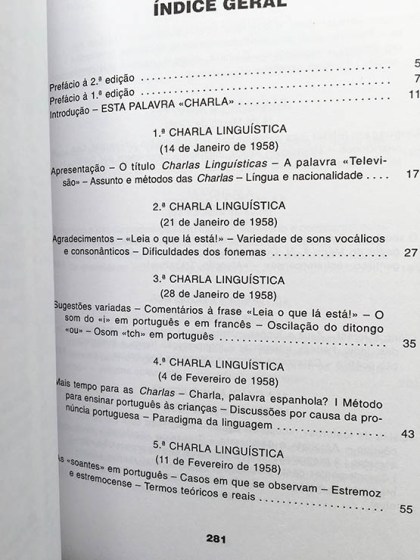 ÍNDICE GERAL
Prefácio à 2.ª edição 5
Prefácio à 1.ª edição 7
Introdução – ESTA PALAVRA «CHARLA» 11
1.ª CHARLA LINGUÍSTICA
(14 de Janeiro de 1958)
Apresentação – O título Charlas Linguísticas – A palavra «Televi-
são» – Assunto e métodos das Charlas – Língua e nacionalidade .... 17
2.ª CHARLA LINGUÍSTICA
(21 de Janeiro de 1958)
Agradecimentos – «Leia o que lá está!» – Variedade de sons vocálicos
e consonânticos – Dificuldades dos fonemas 27
3.ª CHARLA LINGUÍSTICA
(28 de Janeiro de 1958)
Sugestões variadas – Comentários à frase «Leia o que lá está!» – O
som do «i» em português e em francês – Oscilação do ditongo
«ou» – Osom «tch» em português 35
4.ª CHARLA LINGUÍSTICA
(4 de Fevereiro de 1958)
Mais tempo para as Charlas – Charla, palavra espanhola? I Método
para ensinar português às crianças – Discussões por causa da pro-
núncia portuguesa – Paradigma da linguagem 43
5.ª CHARLA LINGUÍSTICA
(11 de Fevereiro de 1958)
As «soantes» em português – Casos em que se observam – Estremoz
e estremocense – Termos teóricos e reais 55
281